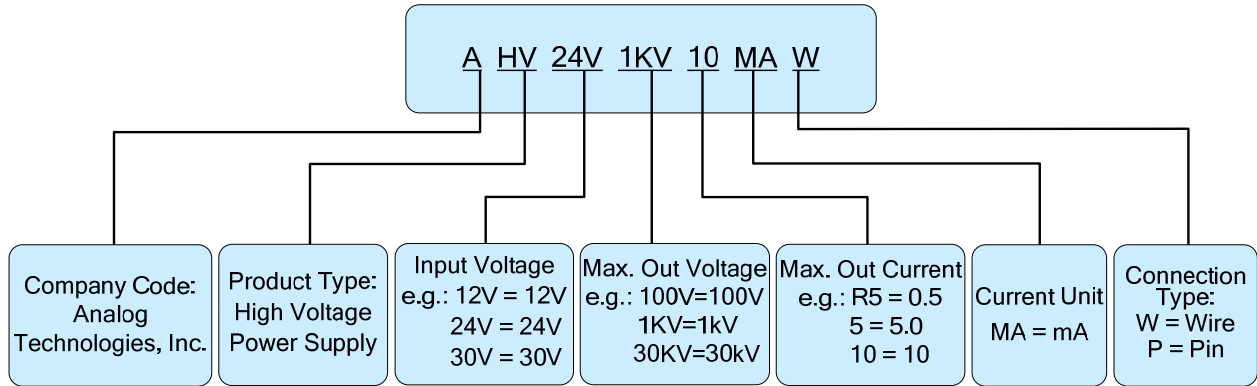 A HV 24V 1KV 10 MA W
Company Code:
Analog
Technologies, Inc.
Product Type:
High Voltage
Power Supply
Input Voltage
e.g.: 12V = 12V
24V = 24V
30V = 30V
Max. Out Voltage
e.g.: 100V=100V
1KV=1kV
30KV=30kV
Max. Out Current
e.g.: R5 = 0.5
5 = 5.0
10 = 10
Current Unit
MA = mA
Connection
Type:
W = Wire
P = Pin